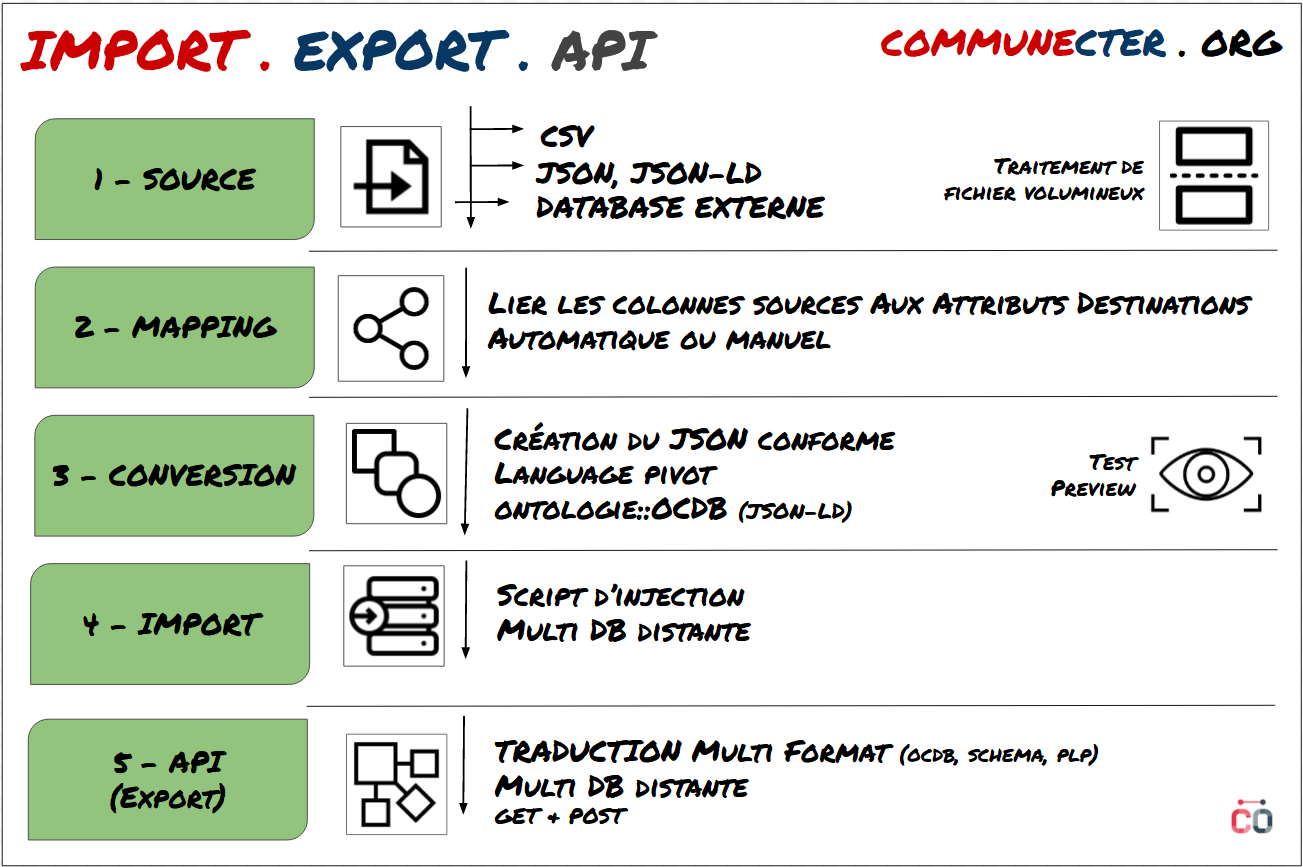 IMPORT . EXPORT . API
COMMUNECTER . ORG
1 - SOURCE
CSV
JSON, JSON-LD
DATABASE EXTERNE
TRAITEMENT DE
FICHIER VOLUMINEUX
2 - MAPPING
LIER LES COLONNES SOURCES AUX ATTRIBUTS DESTINATIONS
AUTOMATIQUE OU MANUEL
3 - CONVERSION
CRÉATION DU JSON CONFORME
LANGUAGE PIVOT
ONTOLOGIE::OCDB (JSON-LD)
TEST
PREVIEW
4 - IMPORT
SCRIPT D'INJECTION
MULTI DB DISTANTE
5 - API
(EXPORT)
TRADUCTION MULTI FORMAT (OCDB, SCHEMA, PLP)
MULTI DB DISTANTE
GET + POST
CO